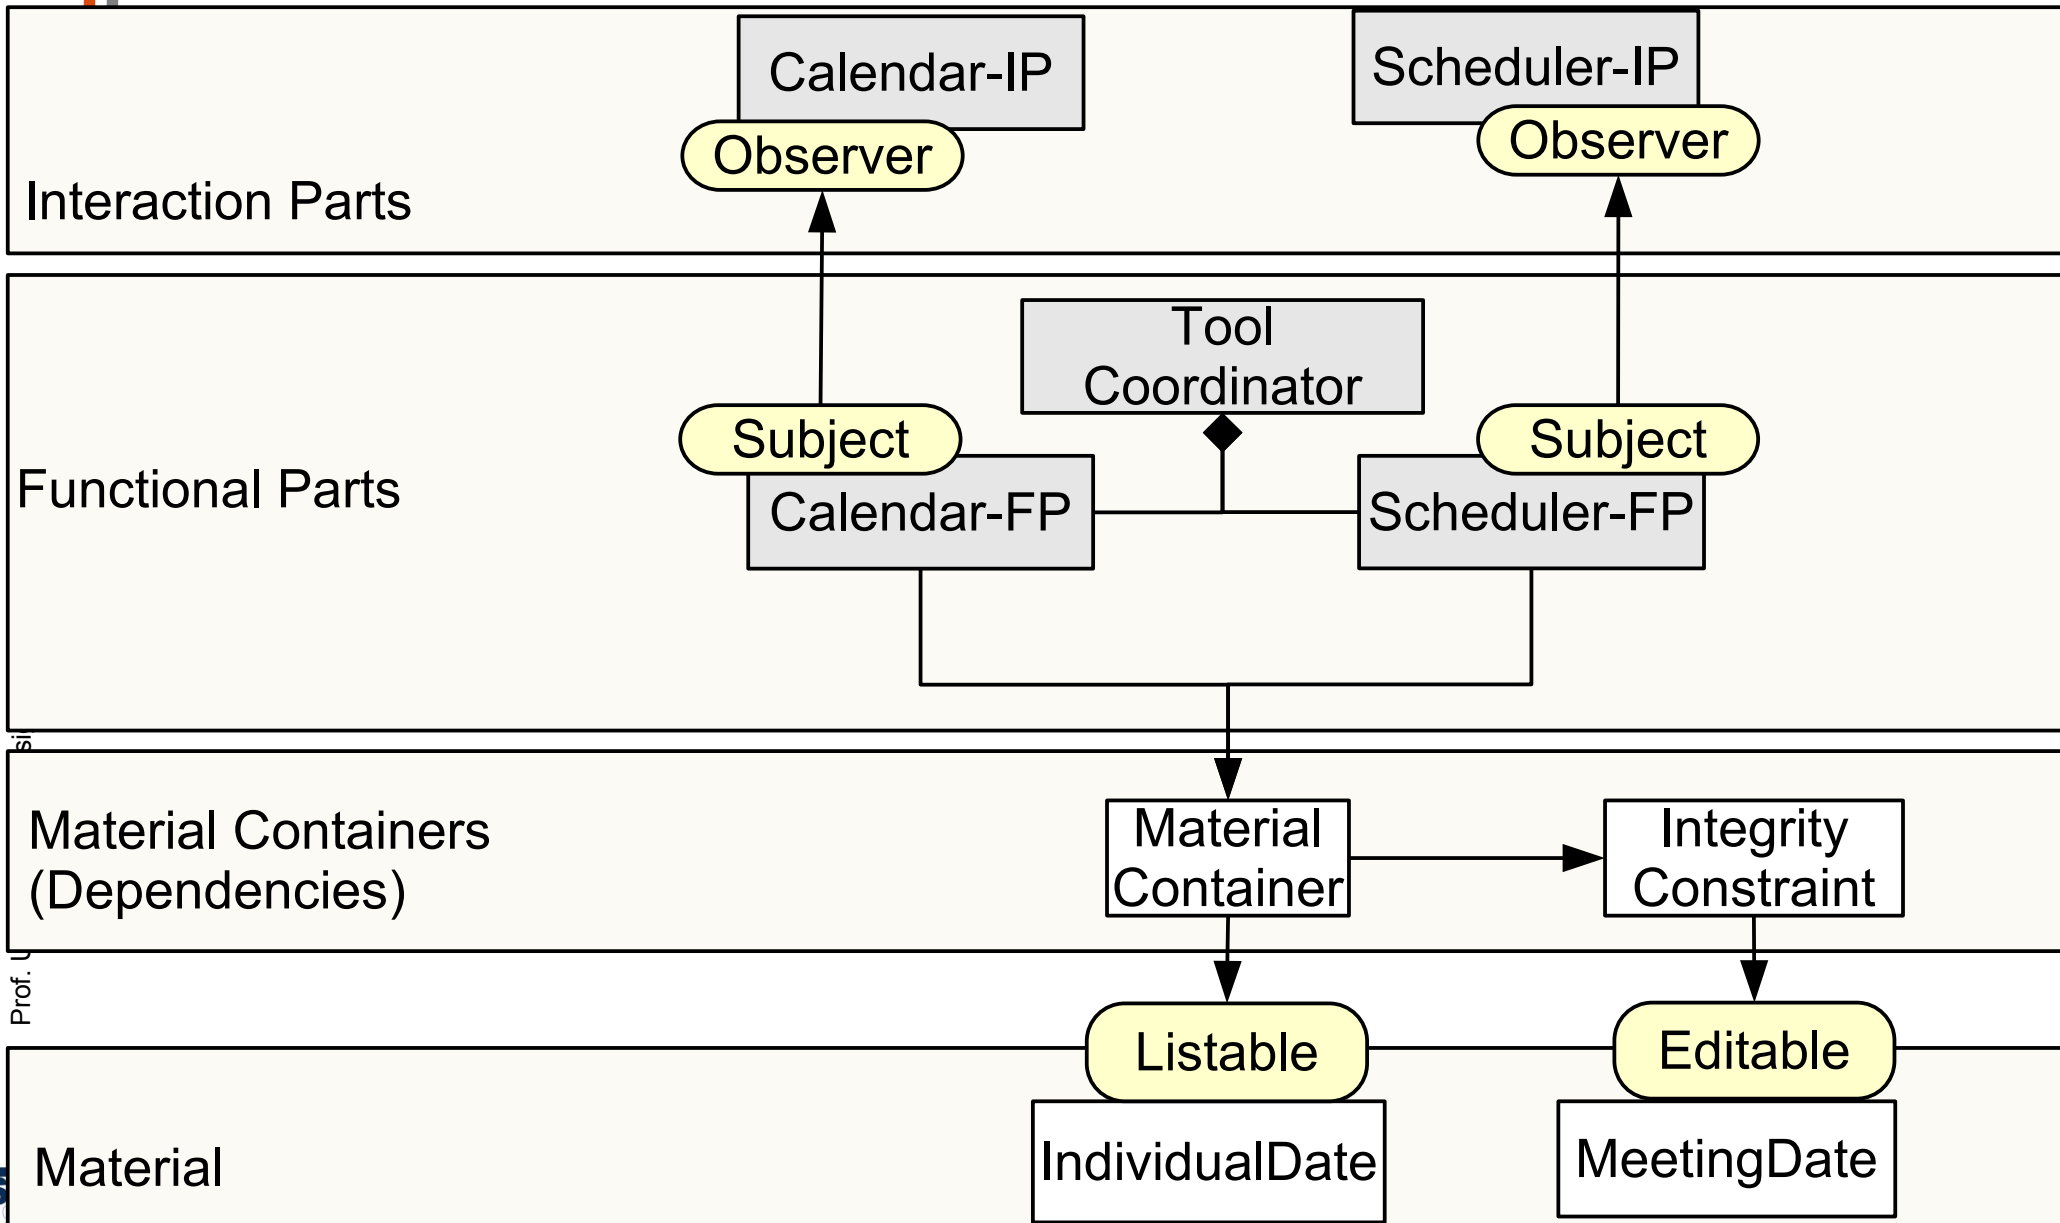 Calendar-IP
Scheduler-IP
Observer
Observer
Interaction Parts
Tool
Coordinator
Subject
Subject
Functional Parts
Calendar-FP
Scheduler-FP
Material Containers
(Dependencies)
Material
Container
Integrity
Constraint
Prof.
Listable
Editable
Material
IndividualDate
MeetingDate